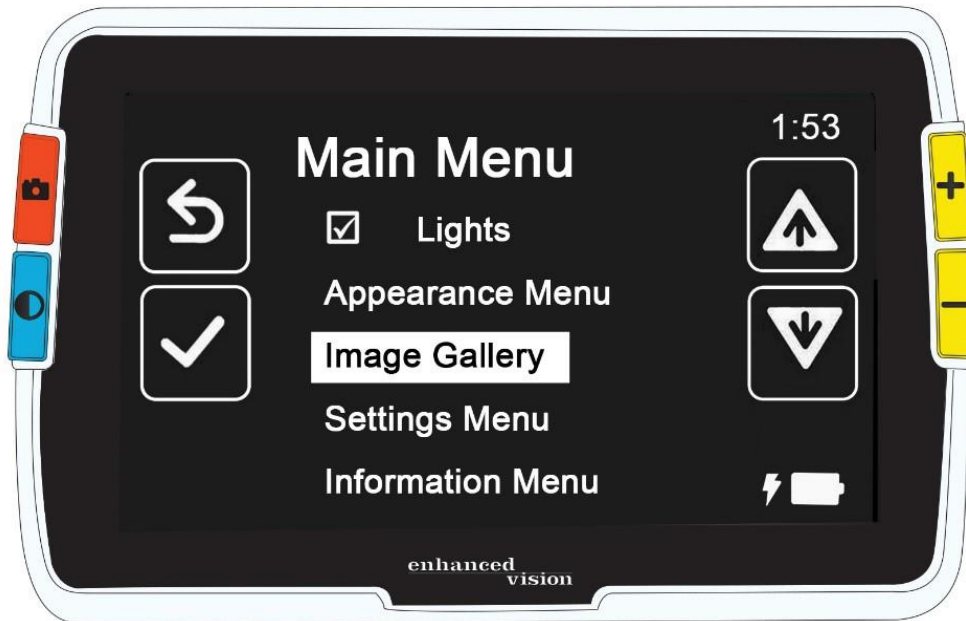 1:53
Main Menu
Lights
Appearance Menu
Image Gallery
Settings Menu
Information Menu
enhanced
vision